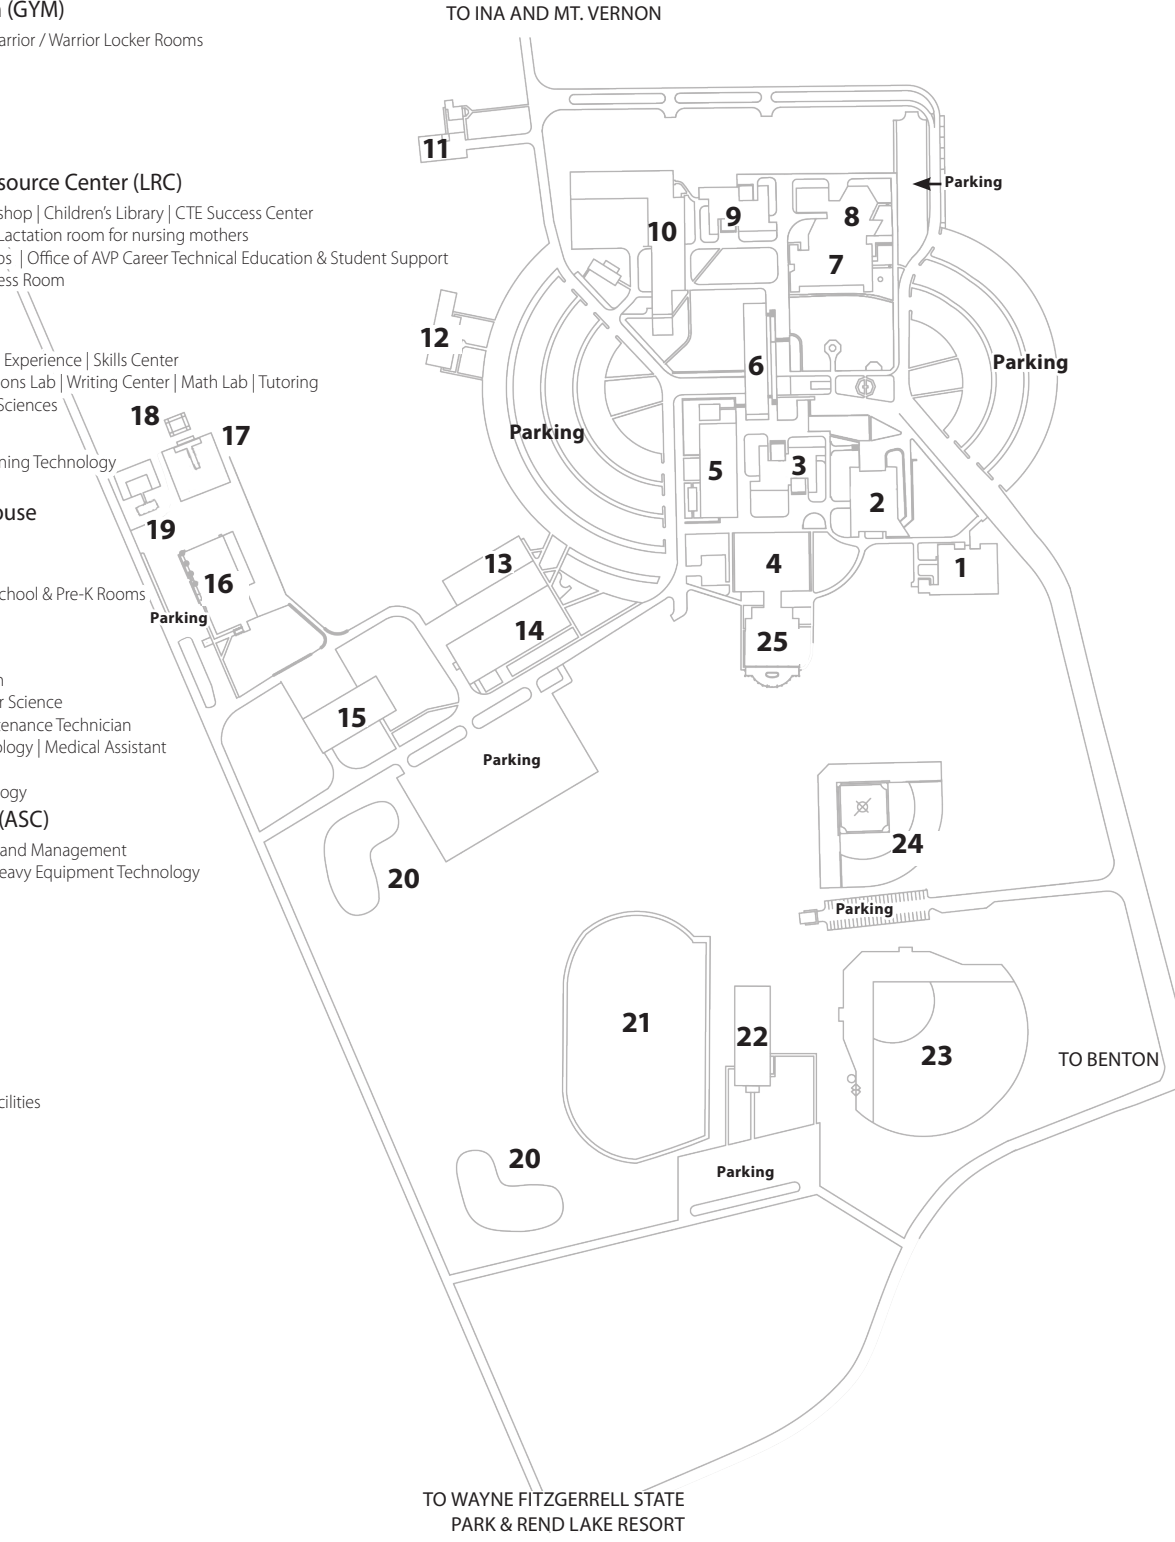 (GYM)
arrior / Warrior Locker Rooms
source Center (LRC)
shop | Children's Library | CTE Success Center
Lactation room for nursing mothers
os | Office of AVP Career Technical Education & Student Support
ess Room
Experience | Skills Center
ons Lab | Writing Center | Math Lab | Tutoring
Sciences
ning Technology
ouse
chool & Pre-K Rooms
n
r Science
tenance Technician
ology | Medical Assistant
ogy
(ASC)
and Management
eavy Equipment Technology
cilities
TO INA AND MT. VERNON
11
Parking
9
8
10
7
12
6
Parking
18
17
Parking
5
3
2
19
13
4
1
16
Parking
14
25
15
Parking
24
20
Parking
21
22
23
TO BENTON
20
Parking
TO WAYNE FITZGERRELL STATE
PARK & REND LAKE RESORT